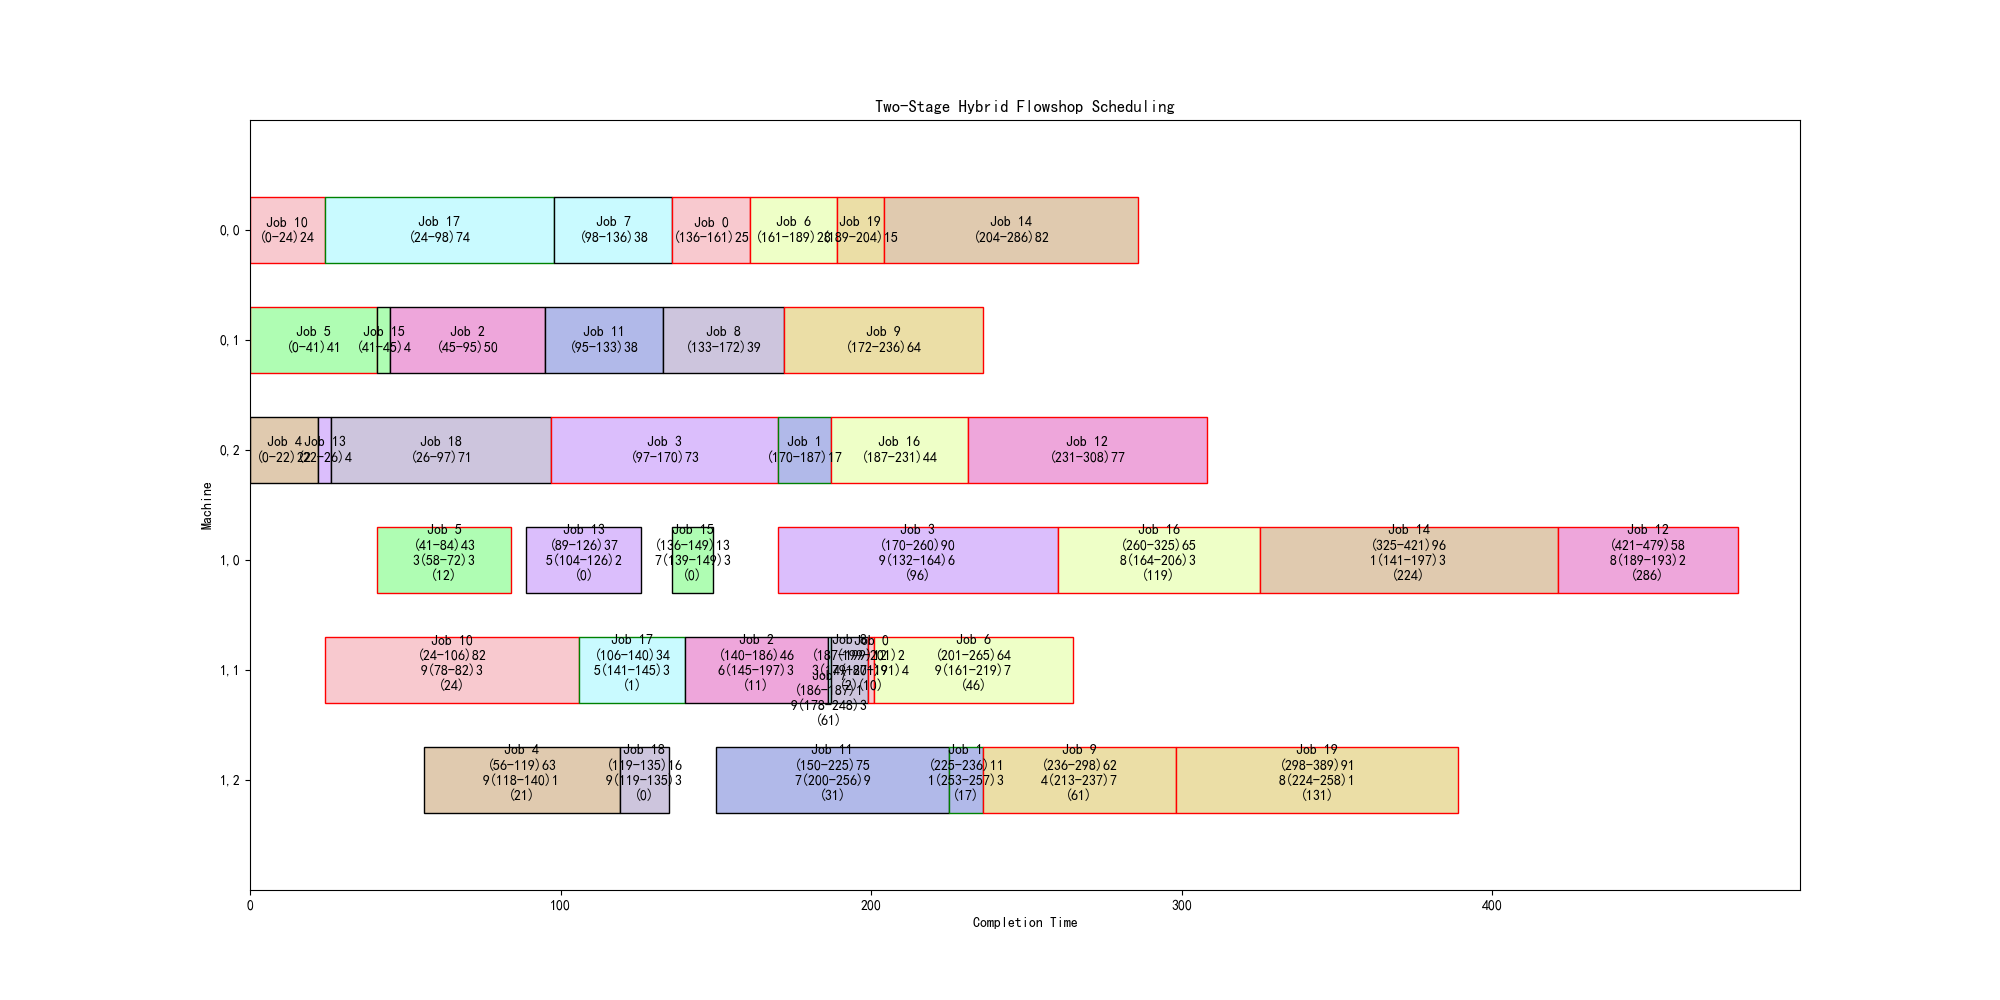 Two-Stage Hybrid Flowshop Scheduling
0,0
Job 10
(0-24)24
Job 17
(24-98)74
Job 7
(98-136)38
Job 0
(136-161)25
Job 6
(161-189)28
Job 19
(189-204)15
Job 14
(204-286)82
0,1
Job 5
(0-41)41
Job 15
(41-45)4
Job 2
(45-95)50
Job 11
(95-133)38
Job 8
(133-172)39
Job 9
(172-236)64
0,2
Job 4
(0-22)22
Job 13
(22-26)4
Job 18
(26-97)71
Job 3
(97-170)73
Job 1
(170-187)17
Job 16
(187-231)44
Job 12
(231-308)77
Machine
1,0
Job 5
(41-84)43
3(58-72)3
(12)
Job 13
(89-126)37
5(104-126)2
(0)
Job 15
(136-149)13
7(139-149)3
(0)
Job 3
(170-260)90
9(132-164)6
(96)
Job 16
(260-325)65
8(164-206)3
(119)
Job 14
(325-421)96
1(141-197)3
(224)
Job 12
(421-479)58
8(189-193)2
(286)
1,1
Job 10
(24-106)82
9(78-82)3
(24)
Job 17
(106-140)34
5(141-145)3
(1)
Job 2
(140-186)46
6(145-197)3
(11)
(186-187)1
9(178-248)3
(61)
Job 8
(187-199)12
(2)
Job 0
(199-201)2
(10)
Job 6
(201-265)64
9(161-219)7
(46)
1,2
Job 4
(56-119)63
9(118-140)1
(21)
Job 18
(119-135)16
9(119-135)3
(0)
Job 11
(150-225)75
7(200-256)9
(31)
Job 1
(225-236)11
1(253-257)3
(17)
Job 9
(236-298)62
4(213-237)7
(61)
Job 19
(298-389)91
8(224-258)1
(131)
0
100
200
300
400
Completion Time